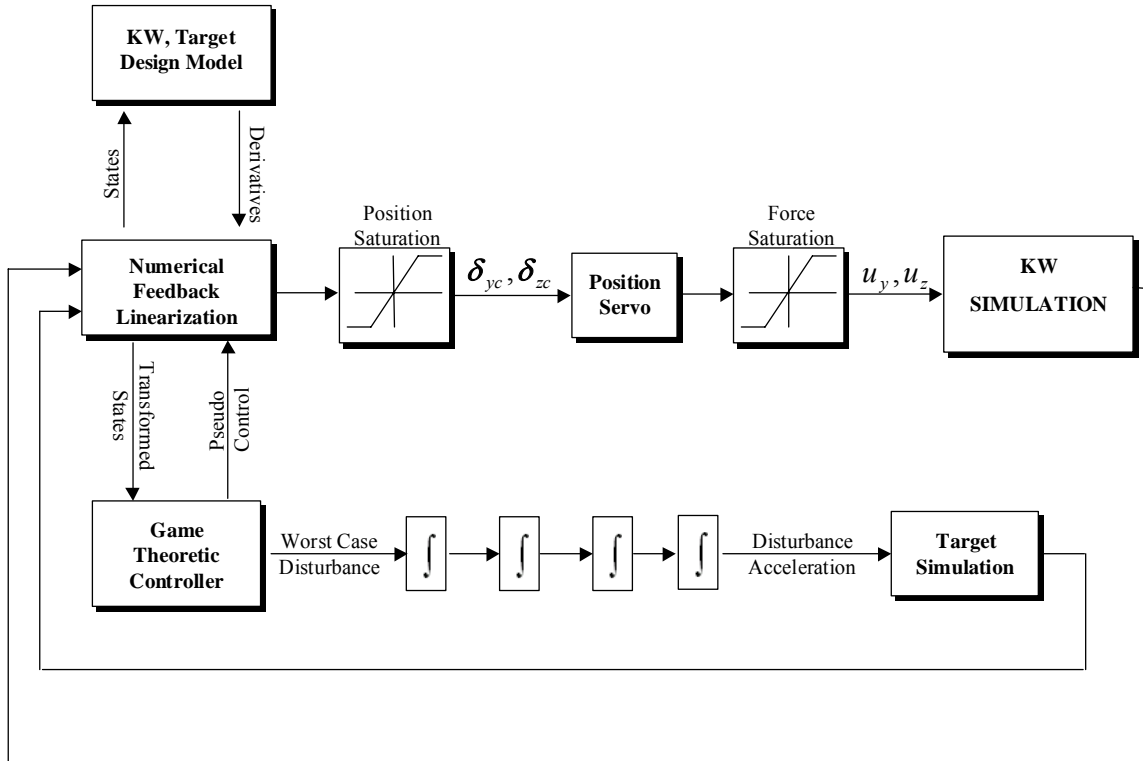 KW, Target
Design Model
States
Derivatives
Numerical
Feedback
Linearization
Position
Saturation
δyc, δzc
Position
Servo
Force
Saturation
uy, uz
KW
SIMULATION
Transformed
States
Pseudo
Control
Game
Theoretic
Controller
Worst Case
Disturbance
∫
∫
∫
∫
Disturbance
Acceleration
Target
Simulation